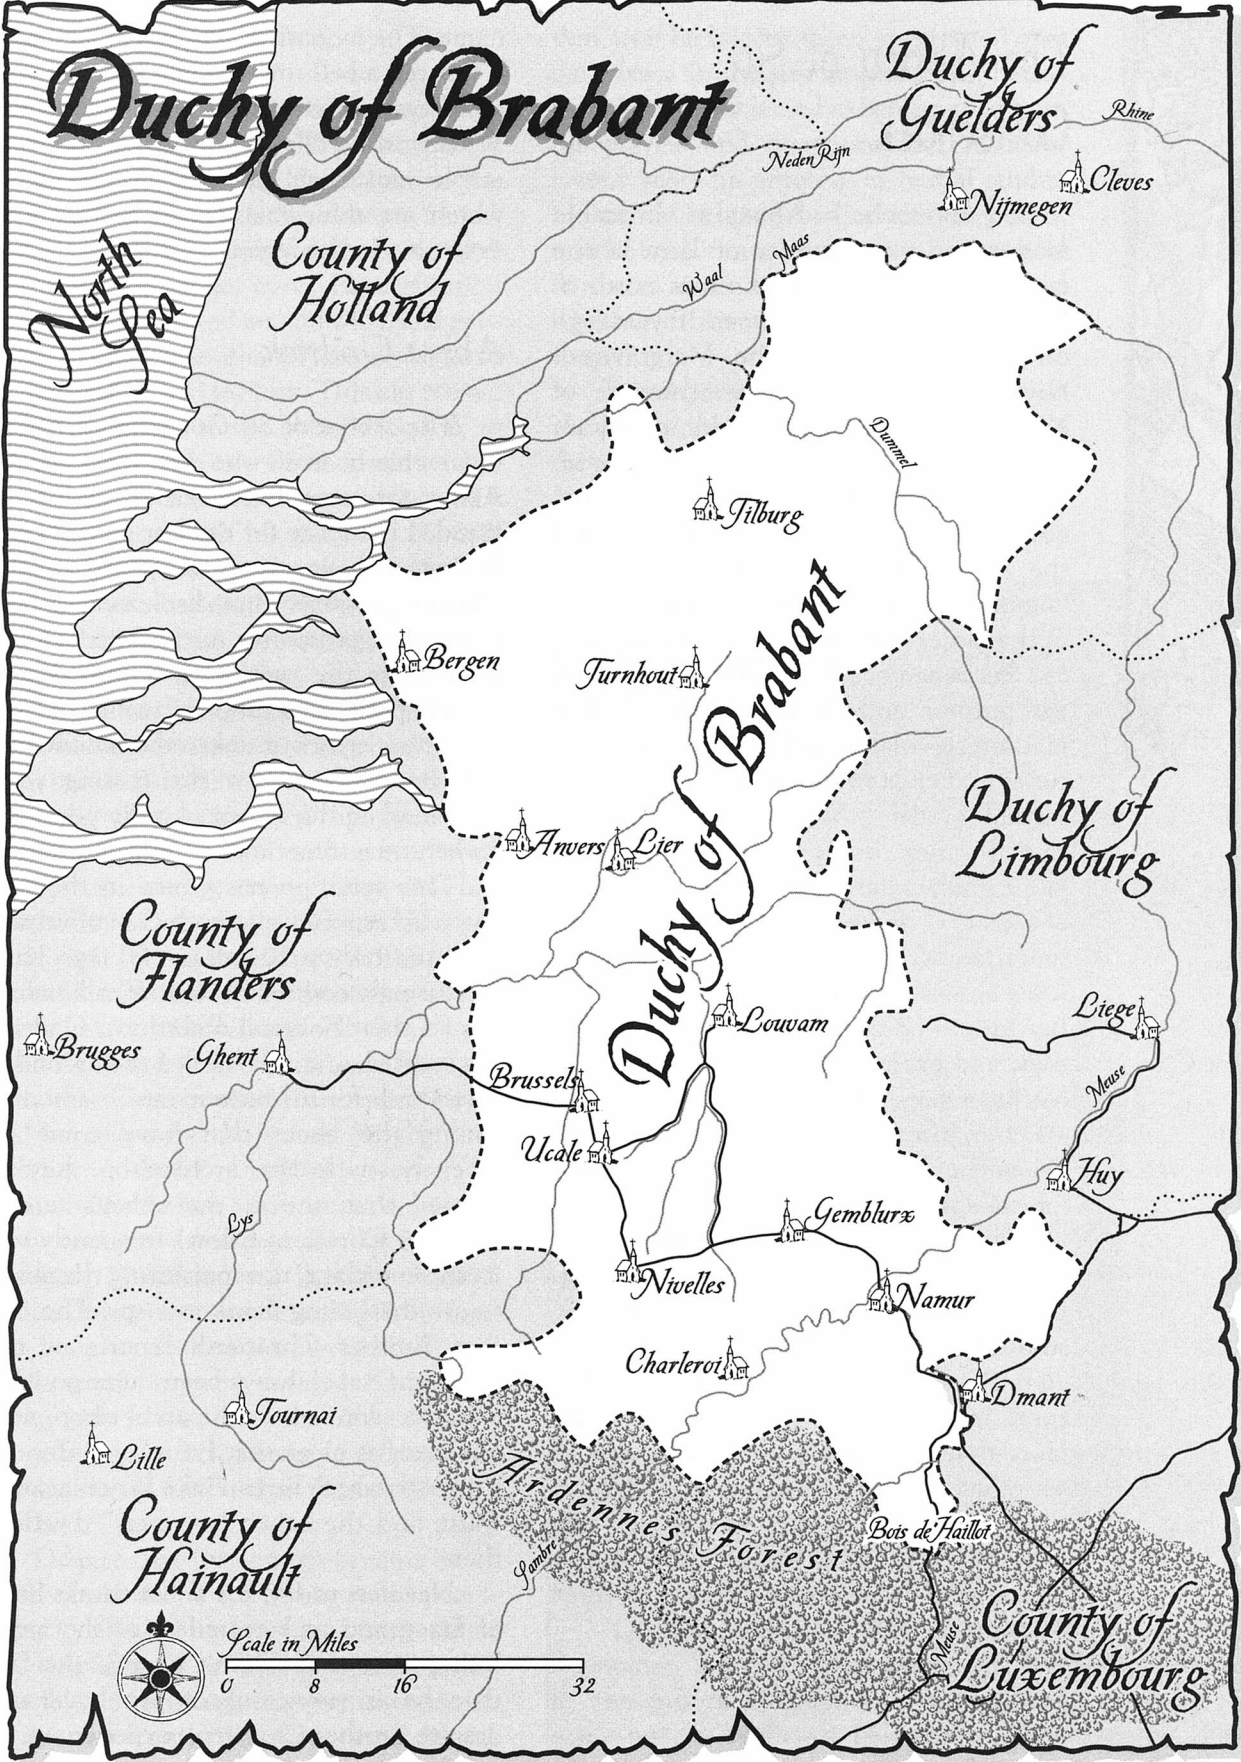 Duchy of Brabant
Duchy of
Guelders
Rhine
Neden Rijn
Cleves
Nijmegen
County of
Holland
North
Sea
Maas
Waal
Dummel
Tilburg
Duchy of Brabant
Bergen
Turnhout
Duchy of
Limbourg
Anvers
Lier
County of
Flanders
Louvam
Liege
Brugges
Ghent
Brussels
Meuse
Ucale
Huy
Lys
Gemblurx
Nivelles
Namur
Charleroi
Dmant
Tournai
Lille
Ardennes Forest
County of
Hainault
Bois de Haillot
Sambre
County of
Luxembourg
Meuse
Scale in Miles
0 8 16 32